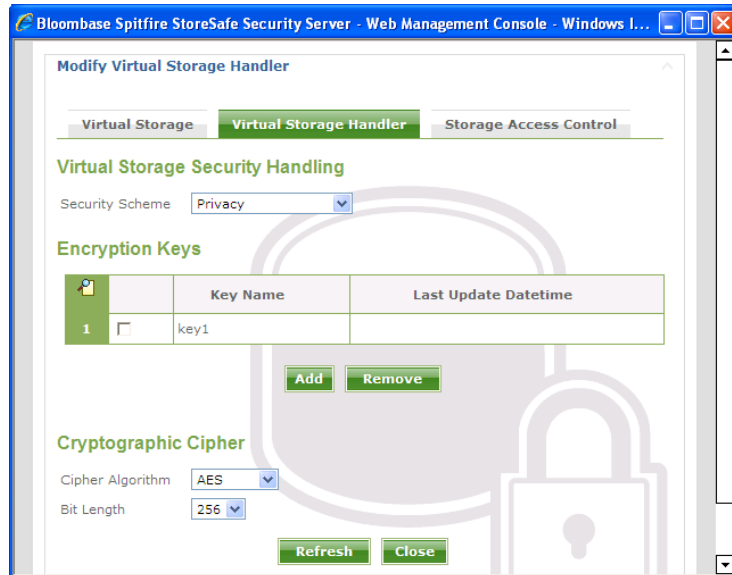 Bloombase Spitfire StoreSafe Security Server - Web Management Console - Windows I...
Modify Virtual Storage Handler
Virtual Storage Virtual Storage Handler Storage Access Control
Virtual Storage Security Handling
Security Scheme Privacy
Encryption Keys
Key Name Last Update Datetime
1 key1
Add Remove
Cryptographic Cipher
Cipher Algorithm AES
Bit Length 256
Refresh Close